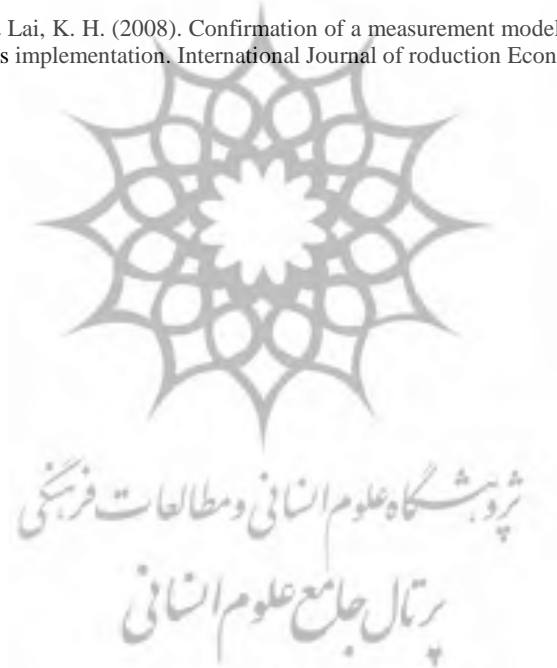 Lai, K. H. (2008). Confirmation of a measurement model
s implementation. International Journal of roduction Econ
پژوهشگاه علوم انسانی و مطالعات فرهنگی
پرتال جامع علوم انسانی